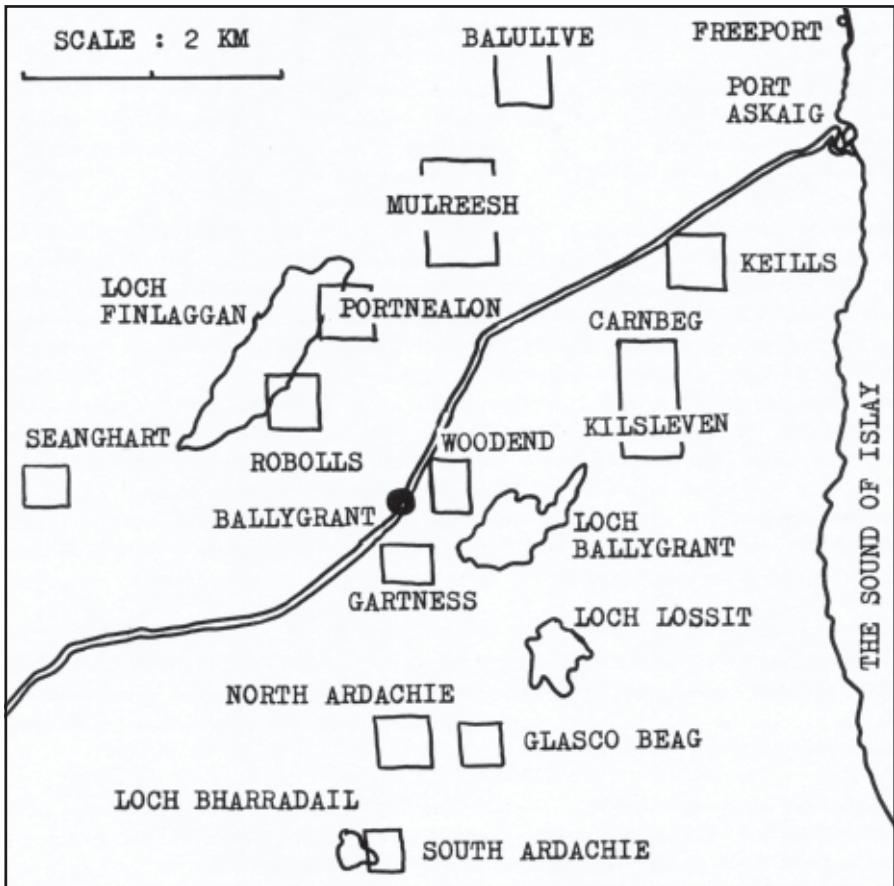 SCALE : 2 KM
BALULIVE
FREEPORT
PORT
ASKAIG
MULREESH
KEILLS
LOCH
FINLAGGAN
PORTNEALON
CARNBEG
SEANGHART
ROBOLLS
WOODEND
KILSLEVEN
BALLYGRANT
LOCH
BALLYGRANT
GARTNESS
LOCH LOSSIT
THE SOUND OF ISLAY
NORTH ARDACHIE
GLASCO BEAG
LOCH BHARRADAIL
SOUTH ARDACHIE